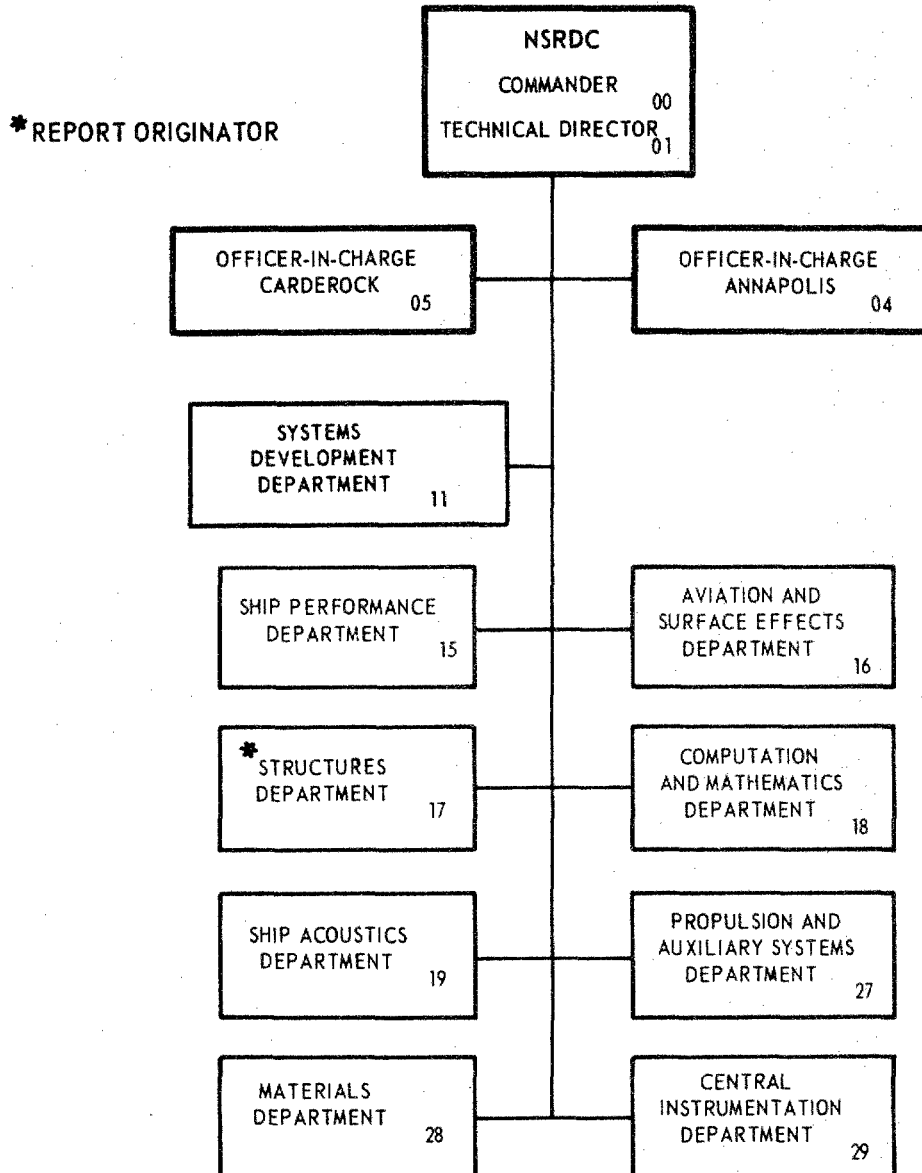 NSRDC
COMMANDER
00
TECHNICAL DIRECTOR
01
*REPORT ORIGINATOR
OFFICER-IN-CHARGE
CARDEROCK
05
OFFICER-IN-CHARGE
ANNAPOLIS
04
SYSTEMS
DEVELOPMENT
DEPARTMENT
11
SHIP PERFORMANCE
DEPARTMENT
15
AVIATION AND
SURFACE EFFECTS
DEPARTMENT
16
*
STRUCTURES
DEPARTMENT
17
COMPUTATION
AND MATHEMATICS
DEPARTMENT
18
SHIP ACOUSTICS
DEPARTMENT
19
PROPULSION AND
AUXILIARY SYSTEMS
DEPARTMENT
27
MATERIALS
DEPARTMENT
28
CENTRAL
INSTRUMENTATION
DEPARTMENT
29